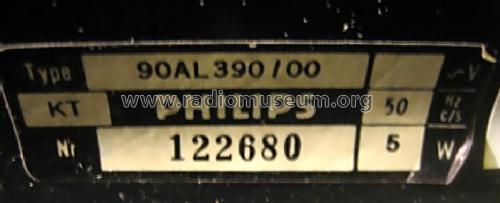 Type 90AL390/00 ~V
KT PHILIPS 50 Hz c/s
www.radiomuseum.org
Nr 122680 5 W